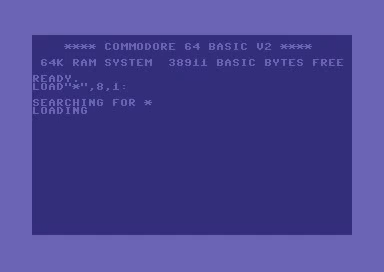 **** COMMODORE 64 BASIC V2 ****
64K RAM SYSTEM  38911 BASIC BYTES FREE
READY.
LOAD"*",8,1:
SEARCHING FOR *
LOADING